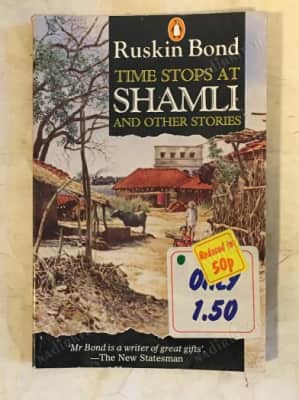 Ruskin Bond
TIME STOPS AT
SHAMLI
AND OTHER STORIES
Reduced to
50p
ONLY
1.50
'Mr Bond is a writer of great gifts'.
—The New Statesman